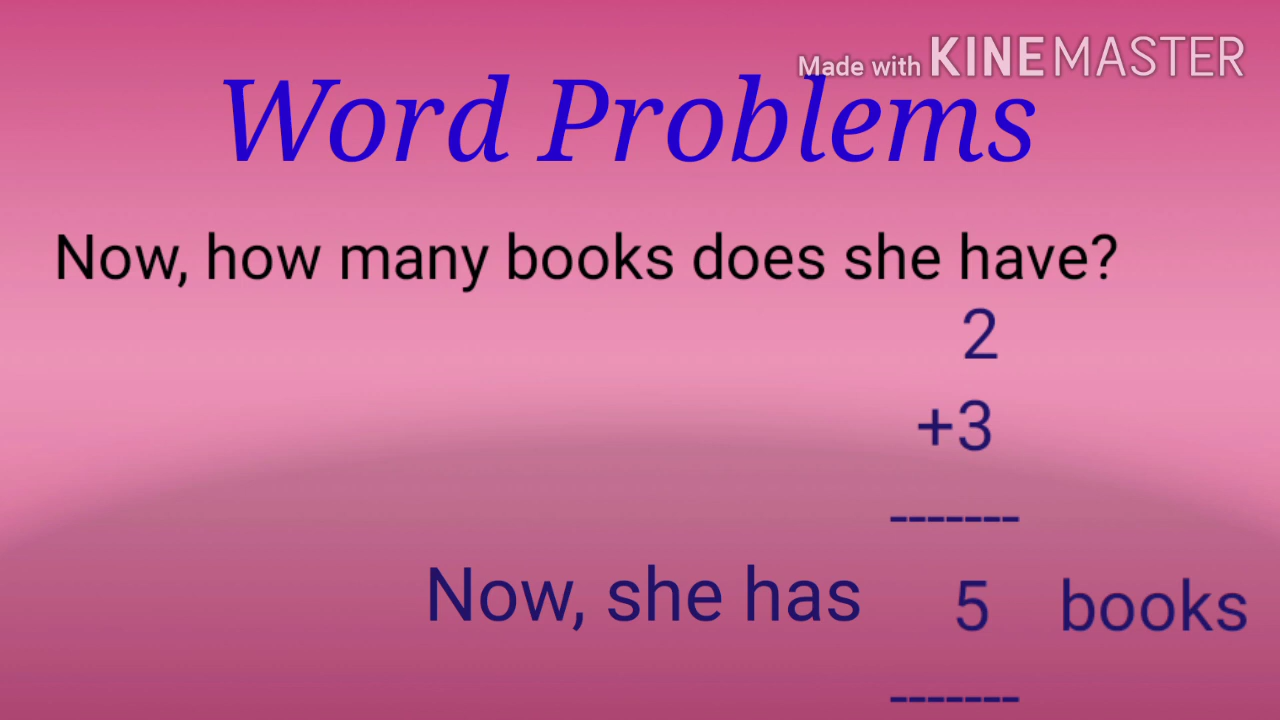 Made with KINEMASTER
Word Problems
Now, how many books does she have?
2
+3
-------
Now, she has 5 books
-------